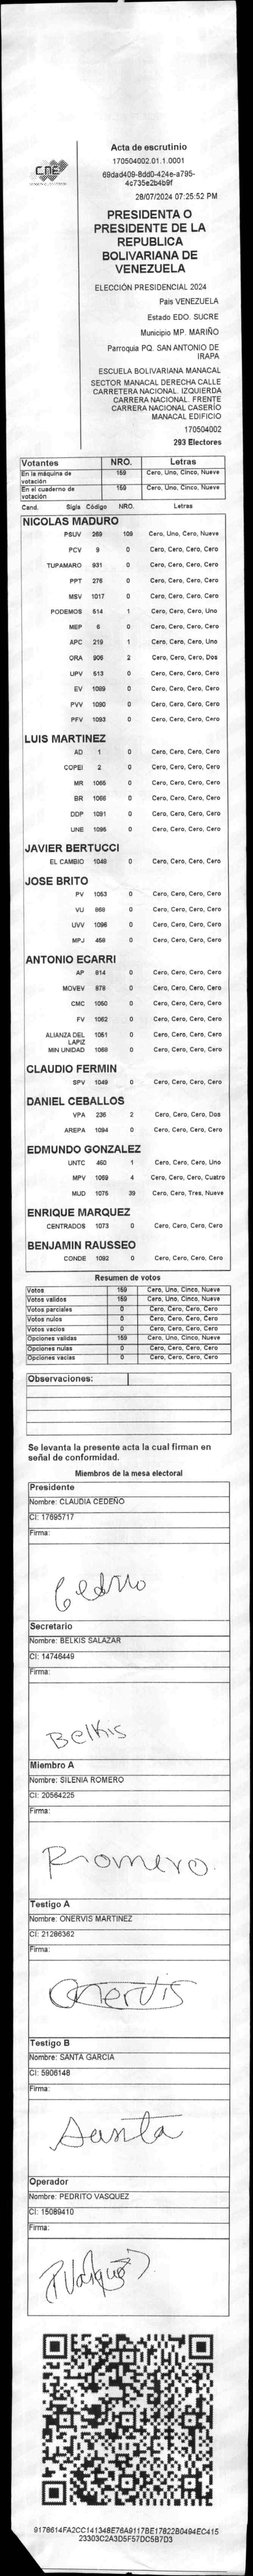 CNE
Acta de escrutinio
170504002.01.1.0001
69dad409-8dd0-424e-a795-
4c735e2b4b9f
28/07/2024 07:25:52 PM
PRESIDENTA O
PRESIDENTE DE LA
REPUBLICA
BOLIVARIANA DE
VENEZUELA
ELECCIÓN PRESIDENCIAL 2024
País VENEZUELA
Estado EDO. SUCRE
Municipio MP. MARIÑO
Parroquia PQ. SAN ANTONIO DE
IRAPA
ESCUELA BOLIVARIANA MANACAL
SECTOR MANACAL DERECHA CALLE
CARRETERA NACIONAL. IZQUIERDA
CARRERA NACIONAL. FRENTE
CARRERA NACIONAL CASERÍO
MANACAL EDIFICIO
170504002
293 Electores
Votantes NRO. Letras
En la máquina de votación 159 Cero, Uno, Cinco, Nueve
En el cuaderno de votación 159 Cero, Uno, Cinco, Nueve
Cand. Sigla Código NRO. Letras
NICOLAS MADURO
PSUV 269 109 Cero, Uno, Cero, Nueve
PCV 9 0 Cero, Cero, Cero, Cero
TUPAMARO 931 0 Cero, Cero, Cero, Cero
PPT 276 0 Cero, Cero, Cero, Cero
MSV 1017 0 Cero, Cero, Cero, Cero
PODEMOS 614 1 Cero, Cero, Cero, Uno
MEP 6 0 Cero, Cero, Cero, Cero
APC 219 1 Cero, Cero, Cero, Uno
ORA 906 2 Cero, Cero, Cero, Dos
UPV 513 0 Cero, Cero, Cero, Cero
EV 1089 0 Cero, Cero, Cero, Cero
PVV 1090 0 Cero, Cero, Cero, Cero
PFV 1093 0 Cero, Cero, Cero, Cero
LUIS MARTINEZ
AD 1 0 Cero, Cero, Cero, Cero
COPEI 2 0 Cero, Cero, Cero, Cero
MR 1065 0 Cero, Cero, Cero, Cero
BR 1066 0 Cero, Cero, Cero, Cero
DDP 1091 0 Cero, Cero, Cero, Cero
UNE 1095 0 Cero, Cero, Cero, Cero
JAVIER BERTUCCI
EL CAMBIO 1048 0 Cero, Cero, Cero, Cero
JOSE BRITO
PV 1053 0 Cero, Cero, Cero, Cero
VU 869 0 Cero, Cero, Cero, Cero
UVV 1096 0 Cero, Cero, Cero, Cero
MPJ 458 0 Cero, Cero, Cero, Cero
ANTONIO ECARRI
AP 814 0 Cero, Cero, Cero, Cero
MOVEV 878 0 Cero, Cero, Cero, Cero
CMC 1050 0 Cero, Cero, Cero, Cero
FV 1062 0 Cero, Cero, Cero, Cero
ALIANZA DEL LAPIZ 1051 0 Cero, Cero, Cero, Cero
MIN UNIDAD 1068 0 Cero, Cero, Cero, Cero
CLAUDIO FERMIN
SPV 1049 0 Cero, Cero, Cero, Cero
DANIEL CEBALLOS
VPA 236 2 Cero, Cero, Cero, Dos
AREPA 1094 0 Cero, Cero, Cero, Cero
EDMUNDO GONZALEZ
UNTC 460 1 Cero, Cero, Cero, Uno
MPV 1059 4 Cero, Cero, Cero, Cuatro
MUD 1075 39 Cero, Cero, Tres, Nueve
ENRIQUE MARQUEZ
CENTRADOS 1073 0 Cero, Cero, Cero, Cero
BENJAMIN RAUSSEO
CONDE 1092 0 Cero, Cero, Cero, Cero
Resumen de votos
Votos 159 Cero, Uno, Cinco, Nueve
Votos validos 159 Cero, Uno, Cinco, Nueve
Votos parciales 0 Cero, Cero, Cero, Cero
Votos nulos 0 Cero, Cero, Cero, Cero
Votos vacios 0 Cero, Cero, Cero, Cero
Opciones validas 159 Cero, Uno, Cinco, Nueve
Opciones nulas 0 Cero, Cero, Cero, Cero
Opciones vacias 0 Cero, Cero, Cero, Cero
Observaciones:
Se levanta la presente acta la cual firman en
señal de conformidad.
Miembros de la mesa electoral
Presidente
Nombre: CLAUDIA CEDEÑO
CI: 17695717
Firma:
Cedeño
Secretario
Nombre: BELKIS SALAZAR
CI: 14746449
Firma:
Belkis
Miembro A
Nombre: SILENIA ROMERO
CI: 20564225
Firma:
Romero.
Testigo A
Nombre: ONERVIS MARTINEZ
CI: 21286362
Firma:
Onervis
Testigo B
Nombre: SANTA GARCIA
CI: 5906148
Firma:
Santa
Operador
Nombre: PEDRITO VASQUEZ
CI: 15089410
Firma:
PVasquez
9178614FA2CC141348E76A9117BE17822B0494EC415
23303C2A3D5F57DC5B7D3